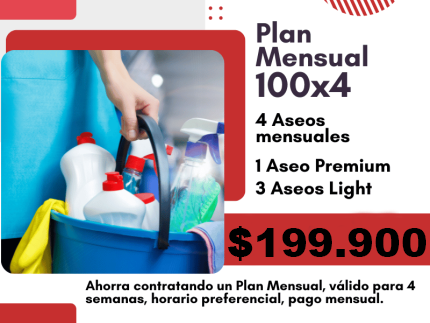 Plan
Mensual
100x4
4 Aseos
mensuales
1 Aseo Premium
3 Aseos Light
$199.900
Ahorra contratando un Plan Mensual, válido para 4
semanas, horario preferencial, pago mensual.